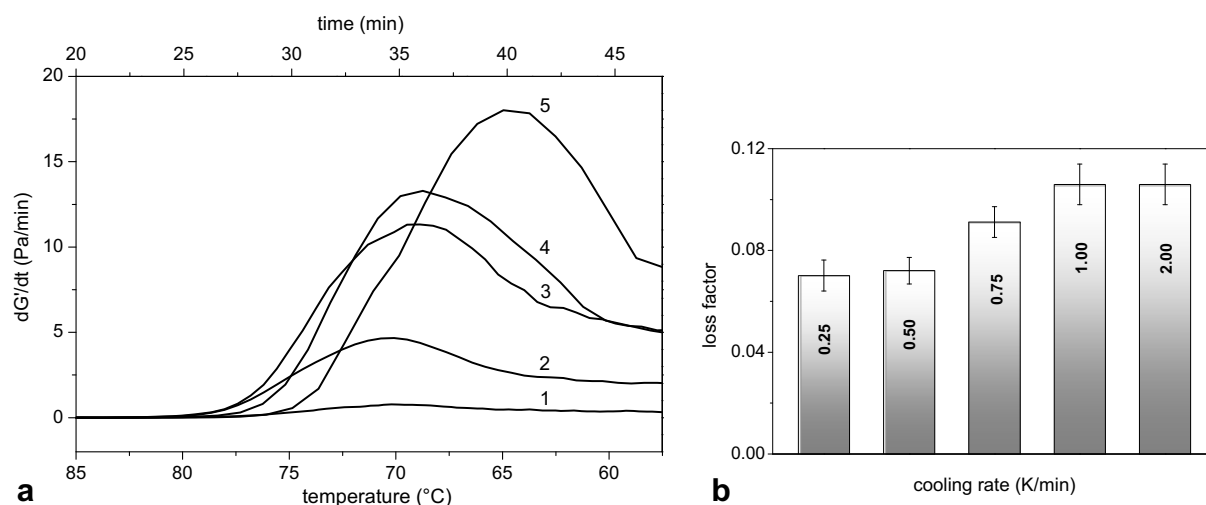 time (min)
20 25 30 35 40 45
20
15
10
5
0
dG'/dt (Pa/min)
5
4
3
2
1
85 80 75 70 65 60
temperature (°C)
a
0.12
0.08
0.04
0.00
loss factor
0.25 0.50 0.75 1.00 2.00
cooling rate (K/min)
b